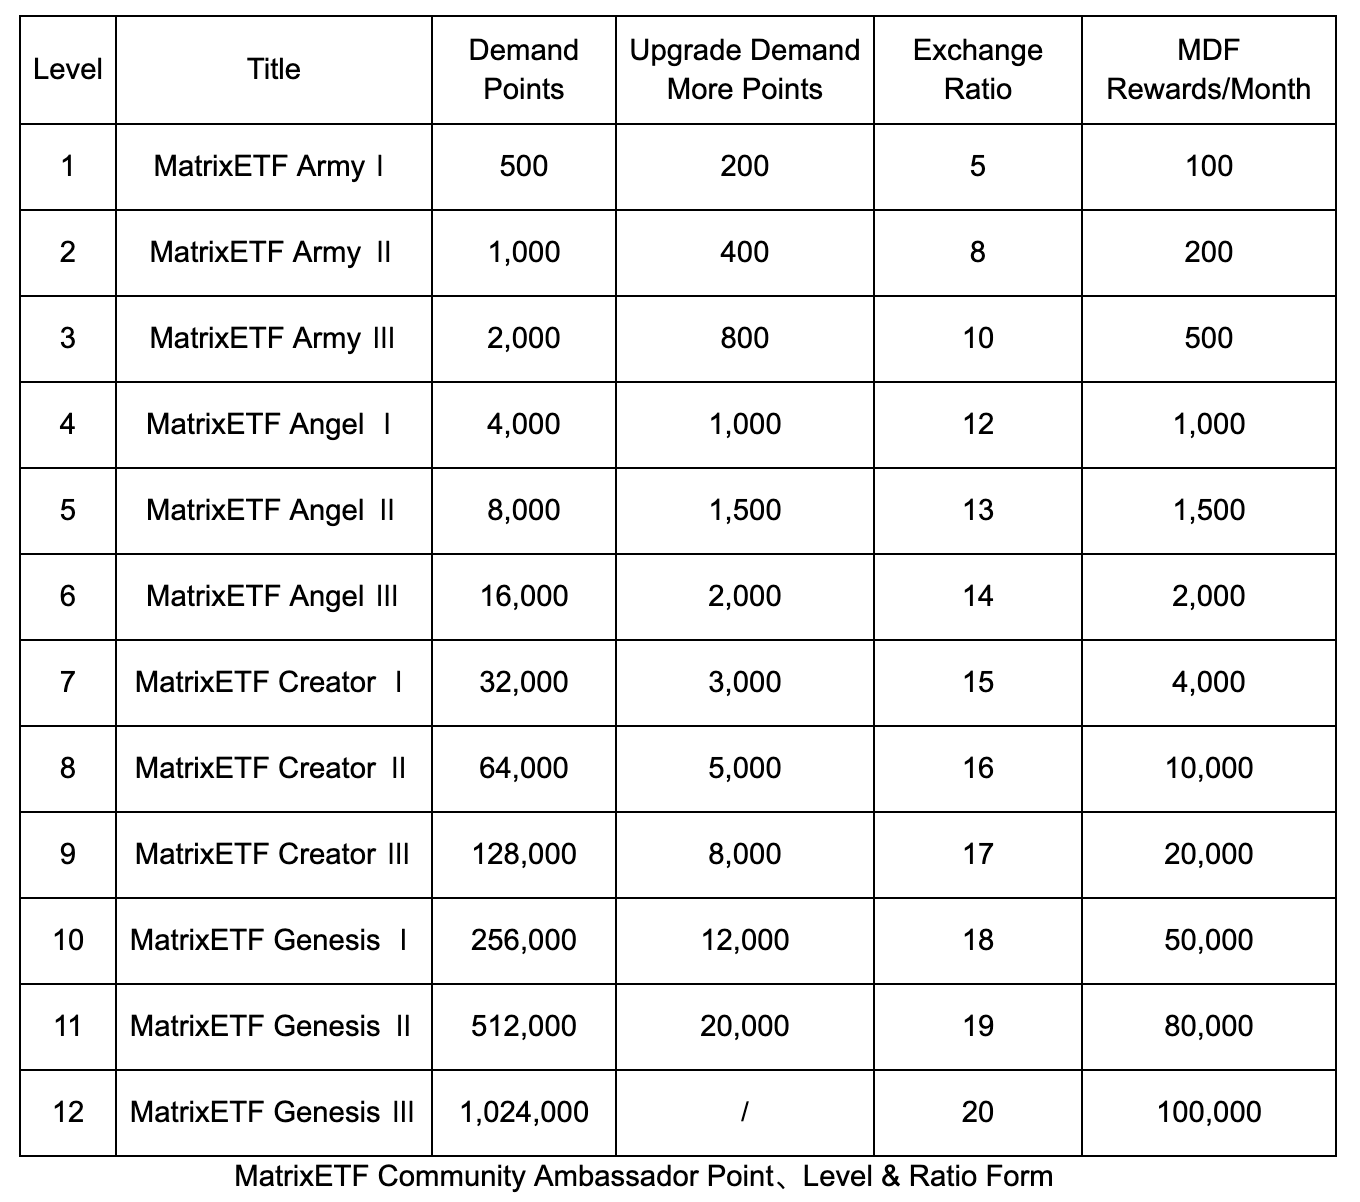 Level Title Demand Points Upgrade Demand More Points Exchange Ratio MDF Rewards/Month
1 MatrixETF Army Ⅰ 500 200 5 100
2 MatrixETF Army Ⅱ 1,000 400 8 200
3 MatrixETF Army Ⅲ 2,000 800 10 500
4 MatrixETF Angel Ⅰ 4,000 1,000 12 1,000
5 MatrixETF Angel Ⅱ 8,000 1,500 13 1,500
6 MatrixETF Angel Ⅲ 16,000 2,000 14 2,000
7 MatrixETF Creator Ⅰ 32,000 3,000 15 4,000
8 MatrixETF Creator Ⅱ 64,000 5,000 16 10,000
9 MatrixETF Creator Ⅲ 128,000 8,000 17 20,000
10 MatrixETF Genesis Ⅰ 256,000 12,000 18 50,000
11 MatrixETF Genesis Ⅱ 512,000 20,000 19 80,000
12 MatrixETF Genesis Ⅲ 1,024,000 / 20 100,000
MatrixETF Community Ambassador Point、Level & Ratio Form